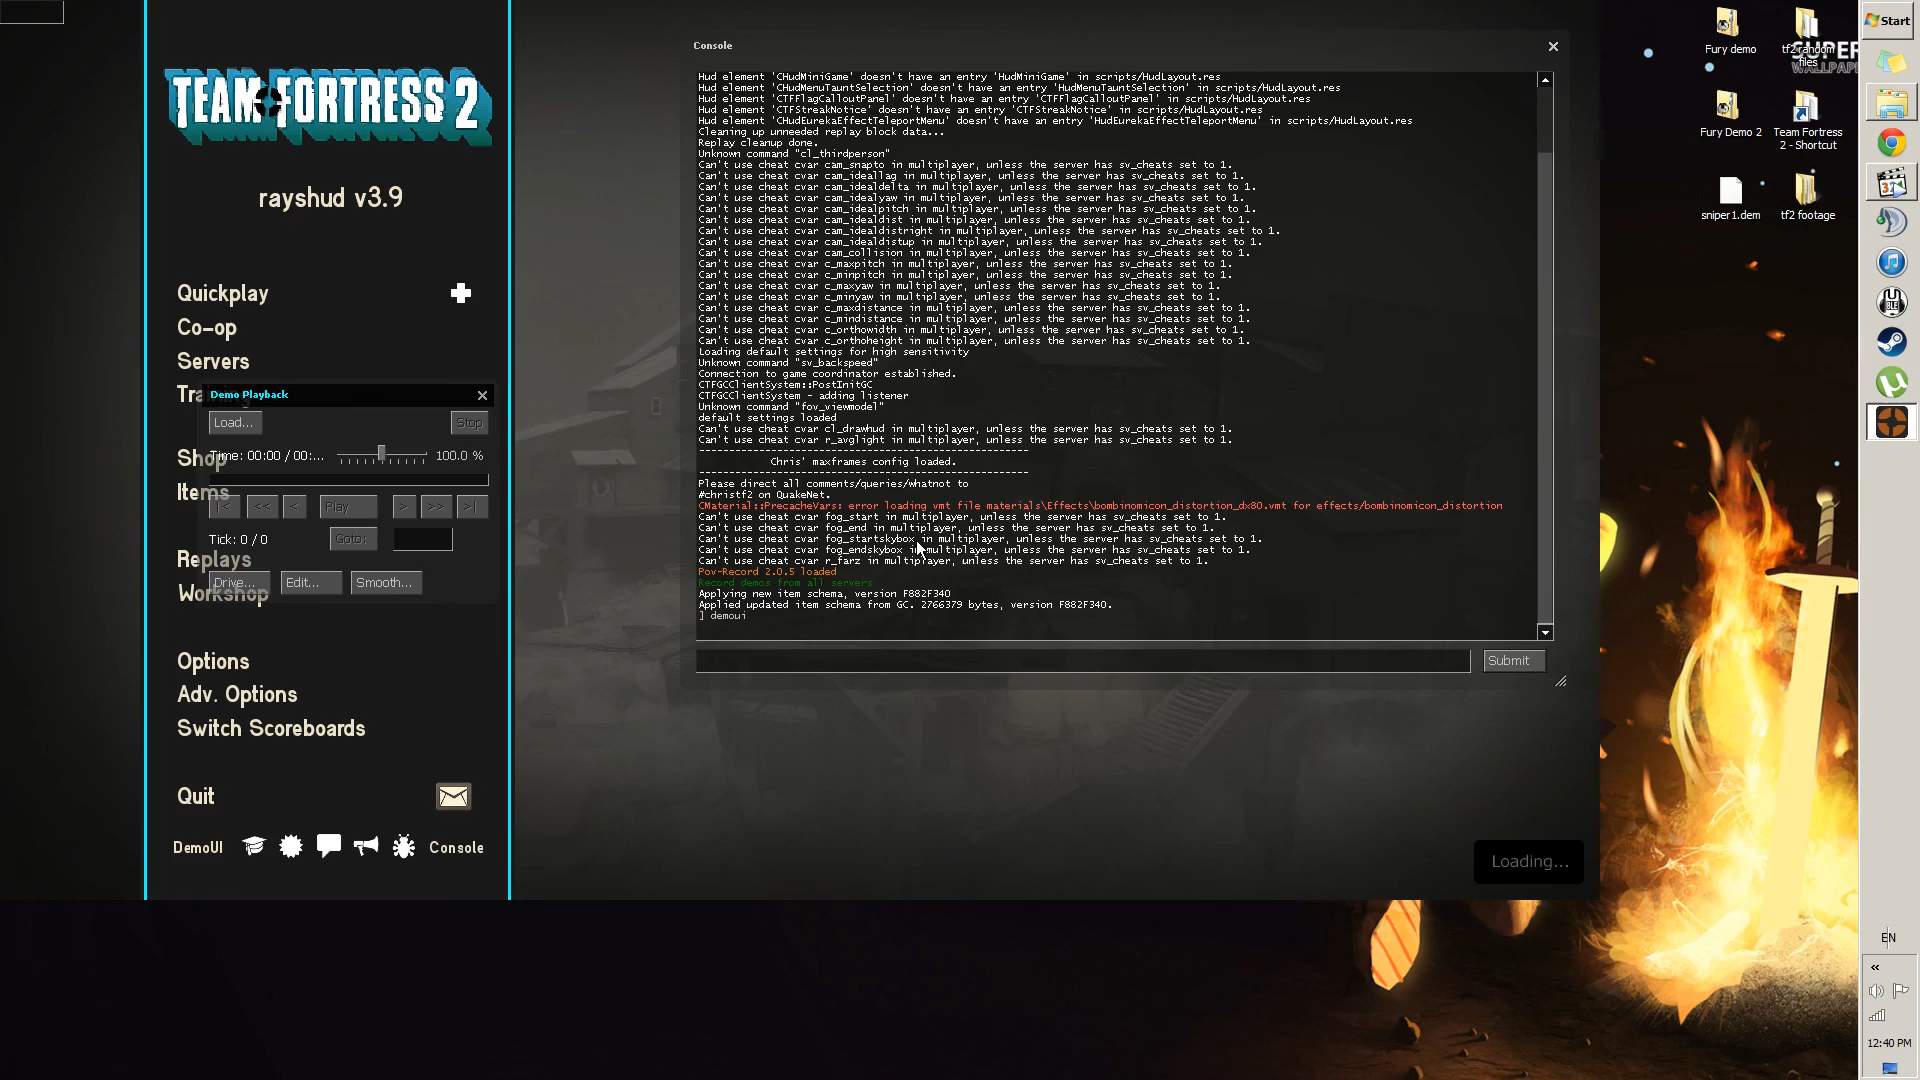 TEAM FORTRESS 2
rayshud v3.9
Quickplay
Co-op
Servers
Demo Playback
Load...
Stop
Time: 00:00 / 00:...
100.0 %
Shop
Items
|<
<<
<
Play
>
>>
>|
Tick: 0 / 0
Goto:
Replays
Drive...
Edit...
Smooth...
Workshop
Options
Adv. Options
Switch Scoreboards
Quit
DemoUI
Console
Console
Hud element 'CHudMiniGame' doesn't have an entry 'HudMiniGame' in scripts/HudLayout.res
Hud element 'CHudMenuTauntSelection' doesn't have an entry 'HudMenuTauntSelection' in scripts/HudLayout.res
Hud element 'CTFFlagCalloutPanel' doesn't have an entry 'CTFFlagCalloutPanel' in scripts/HudLayout.res
Hud element 'CTFStreakNotice' doesn't have an entry 'CTFStreakNotice' in scripts/HudLayout.res
Hud element 'CHudEurekaEffectTeleportMenu' doesn't have an entry 'HudEurekaEffectTeleportMenu' in scripts/HudLayout.res
Cleaning up unneeded replay block data...
Replay cleanup done.
Unknown command "cl_thirdperson"
Can't use cheat cvar cam_snapto in multiplayer, unless the server has sv_cheats set to 1.
Can't use cheat cvar cam_ideallag in multiplayer, unless the server has sv_cheats set to 1.
Can't use cheat cvar cam_idealdelta in multiplayer, unless the server has sv_cheats set to 1.
Can't use cheat cvar cam_idealyaw in multiplayer, unless the server has sv_cheats set to 1.
Can't use cheat cvar cam_idealpitch in multiplayer, unless the server has sv_cheats set to 1.
Can't use cheat cvar cam_idealdist in multiplayer, unless the server has sv_cheats set to 1.
Can't use cheat cvar cam_idealdistright in multiplayer, unless the server has sv_cheats set to 1.
Can't use cheat cvar cam_idealdistup in multiplayer, unless the server has sv_cheats set to 1.
Can't use cheat cvar cam_collision in multiplayer, unless the server has sv_cheats set to 1.
Can't use cheat cvar c_maxpitch in multiplayer, unless the server has sv_cheats set to 1.
Can't use cheat cvar c_minpitch in multiplayer, unless the server has sv_cheats set to 1.
Can't use cheat cvar c_maxyaw in multiplayer, unless the server has sv_cheats set to 1.
Can't use cheat cvar c_minyaw in multiplayer, unless the server has sv_cheats set to 1.
Can't use cheat cvar c_maxdistance in multiplayer, unless the server has sv_cheats set to 1.
Can't use cheat cvar c_mindistance in multiplayer, unless the server has sv_cheats set to 1.
Can't use cheat cvar c_orthowidth in multiplayer, unless the server has sv_cheats set to 1.
Can't use cheat cvar c_orthoheight in multiplayer, unless the server has sv_cheats set to 1.
Loading default settings for high sensitivity
Unknown command "sv_backspeed"
Connection to game coordinator established.
CTFGCClientSystem::PostInitGC
CTFGCClientSystem - adding listener
Unknown command "fov_viewmodel"
default settings loaded
Can't use cheat cvar cl_drawhud in multiplayer, unless the server has sv_cheats set to 1.
Can't use cheat cvar r_avglight in multiplayer, unless the server has sv_cheats set to 1.
-------------------------------------------------------
Chris' maxframes config loaded.
-------------------------------------------------------
Please direct all comments/queries/whatnot to
#christf2 on QuakeNet.
CMaterial::PrecacheVars: error loading vmt file materials\Effects\bombinomicon_distortion_dx80.vmt for effects/bombinomicon_distortion
Can't use cheat cvar fog_start in multiplayer, unless the server has sv_cheats set to 1.
Can't use cheat cvar fog_end in multiplayer, unless the server has sv_cheats set to 1.
Can't use cheat cvar fog_startskybox in multiplayer, unless the server has sv_cheats set to 1.
Can't use cheat cvar fog_endskybox in multiplayer, unless the server has sv_cheats set to 1.
Can't use cheat cvar r_farz in multiplayer, unless the server has sv_cheats set to 1.
Pov-Record 2.0.5 loaded
Record demos from all servers
Applying new item schema, version F882F340
Applied updated item schema from GC. 2766379 bytes, version F882F340.
] demoui
Submit
Loading...
Fury demo
tf2 random files
SUPER
WALLPAP
Fury Demo 2
Team Fortress 2 - Shortcut
sniper1.dem
tf2 footage
Start
EN
«
12:40 PM